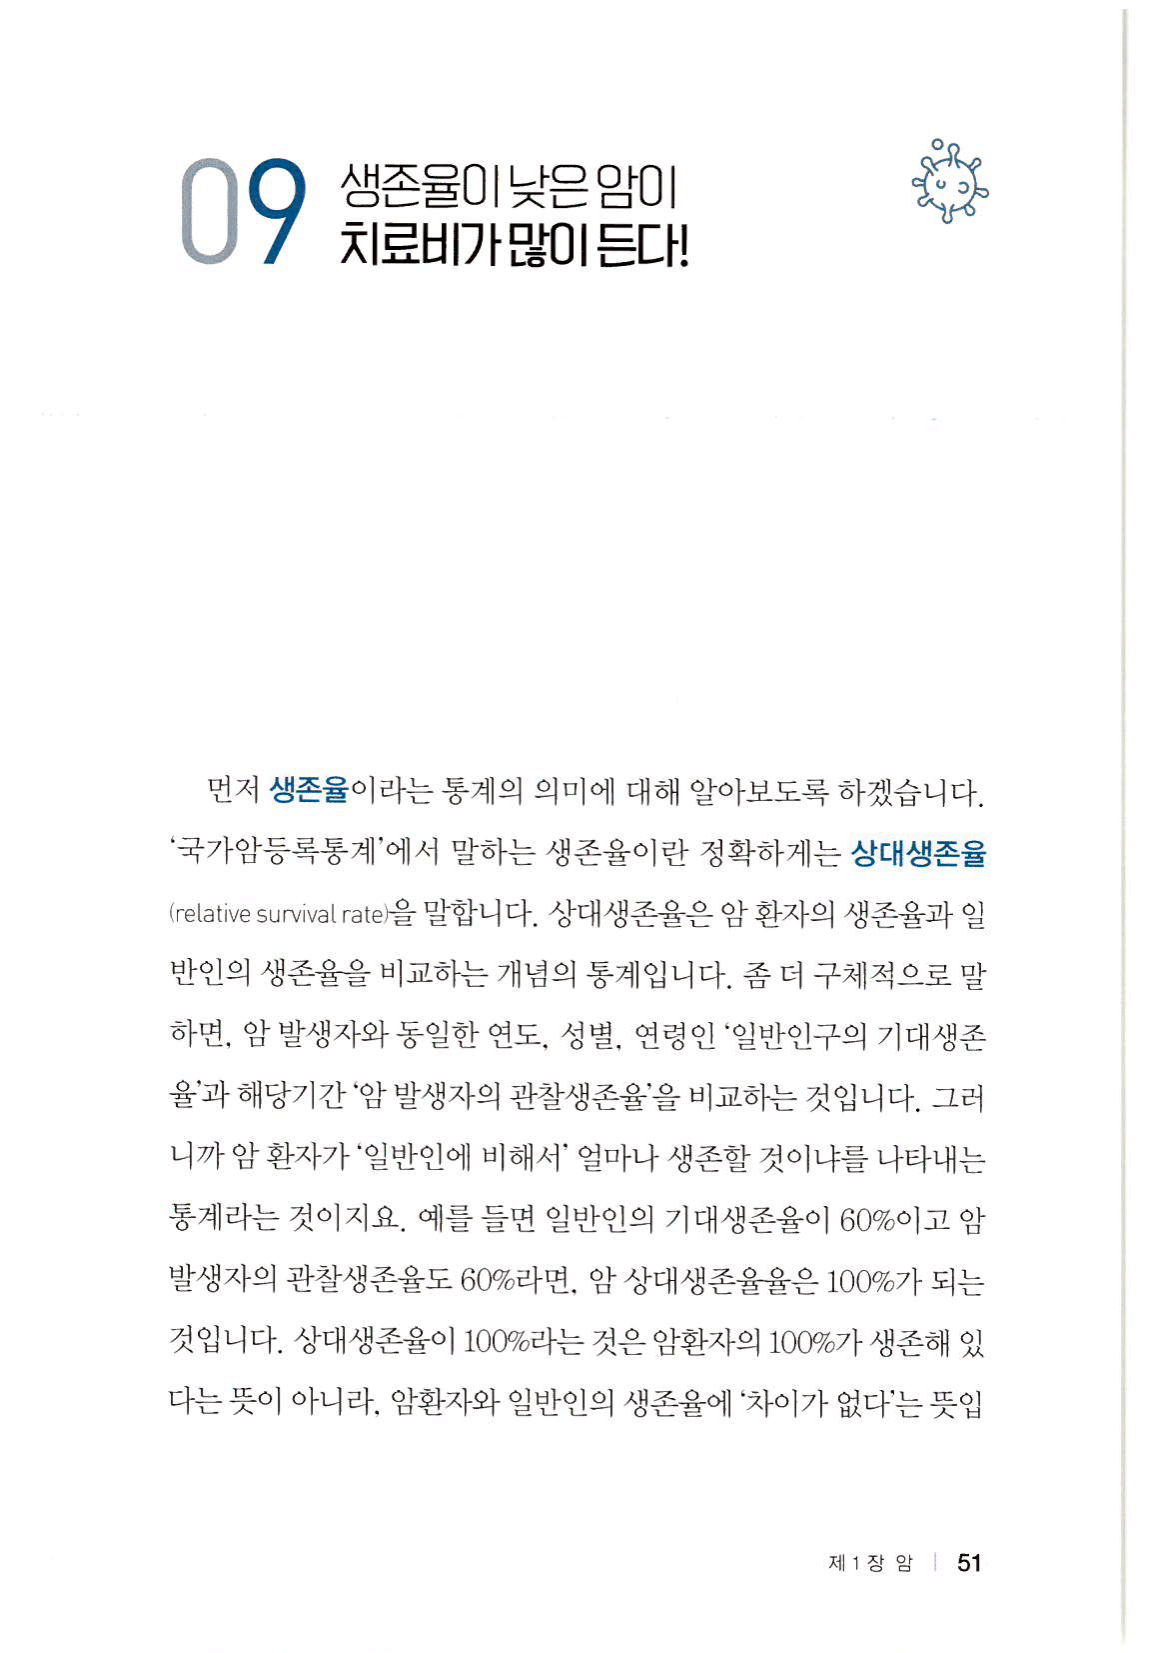 09 생존율이 낮은 암이
치료비가 많이 든다!
먼저 생존율이라는 통계의 의미에 대해 알아보도록 하겠습니다.
‘국가암등록통계’에서 말하는 생존율이란 정확하게는 상대생존율
(relative survival rate)을 말합니다. 상대생존율은 암 환자의 생존율과 일
반인의 생존율을 비교하는 개념의 통계입니다. 좀 더 구체적으로 말
하면, 암 발생자와 동일한 연도, 성별, 연령인 ‘일반인구의 기대생존
율’과 해당기간 ‘암 발생자의 관찰생존율’을 비교하는 것입니다. 그러
니까 암 환자가 ‘일반인에 비해서’ 얼마나 생존할 것이냐를 나타내는
통계라는 것이지요. 예를 들면 일반인의 기대생존율이 60%이고 암
발생자의 관찰생존율도 60%라면, 암 상대생존율율은 100%가 되는
것입니다. 상대생존율이 100%라는 것은 암환자의 100%가 생존해 있
다는 뜻이 아니라, 암환자와 일반인의 생존율에 ‘차이가 없다’는 뜻입
제1장 암 | 51